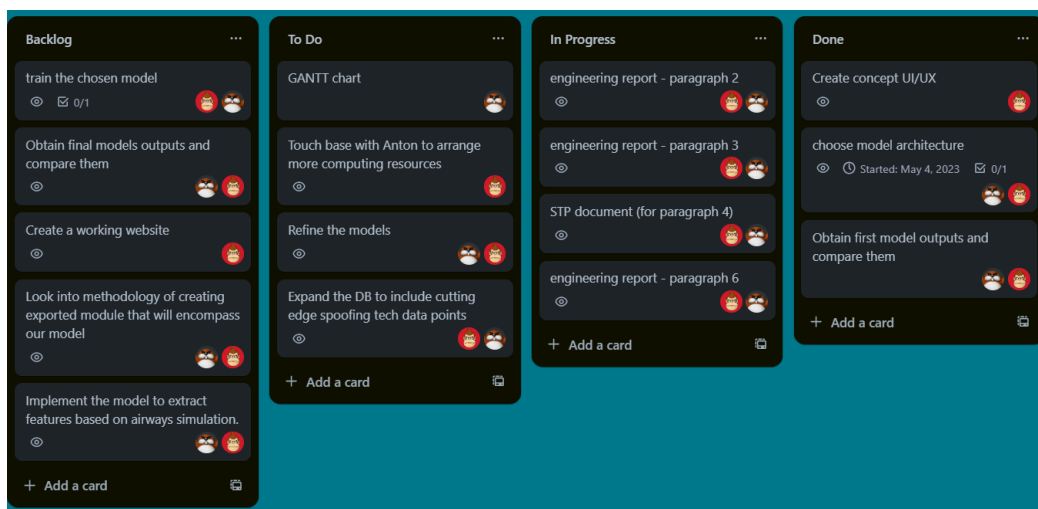 Backlog
train the chosen model
0/1
Obtain final models outputs and
compare them
Create a working website
Look into methodology of creating
exported module that will encompass
our model
Implement the model to extract
features based on airways simulation.
+ Add a card
To Do
GANTT chart
Touch base with Anton to arrange
more computing resources
Refine the models
Expand the DB to include cutting
edge spoofing tech data points
+ Add a card
In Progress
engineering report - paragraph 2
engineering report - paragraph 3
STP document (for paragraph 4)
engineering report - paragraph 6
+ Add a card
Done
Create concept UI/UX
choose model architecture
Started: May 4, 2023 0/1
Obtain first model outputs and
compare them
+ Add a card